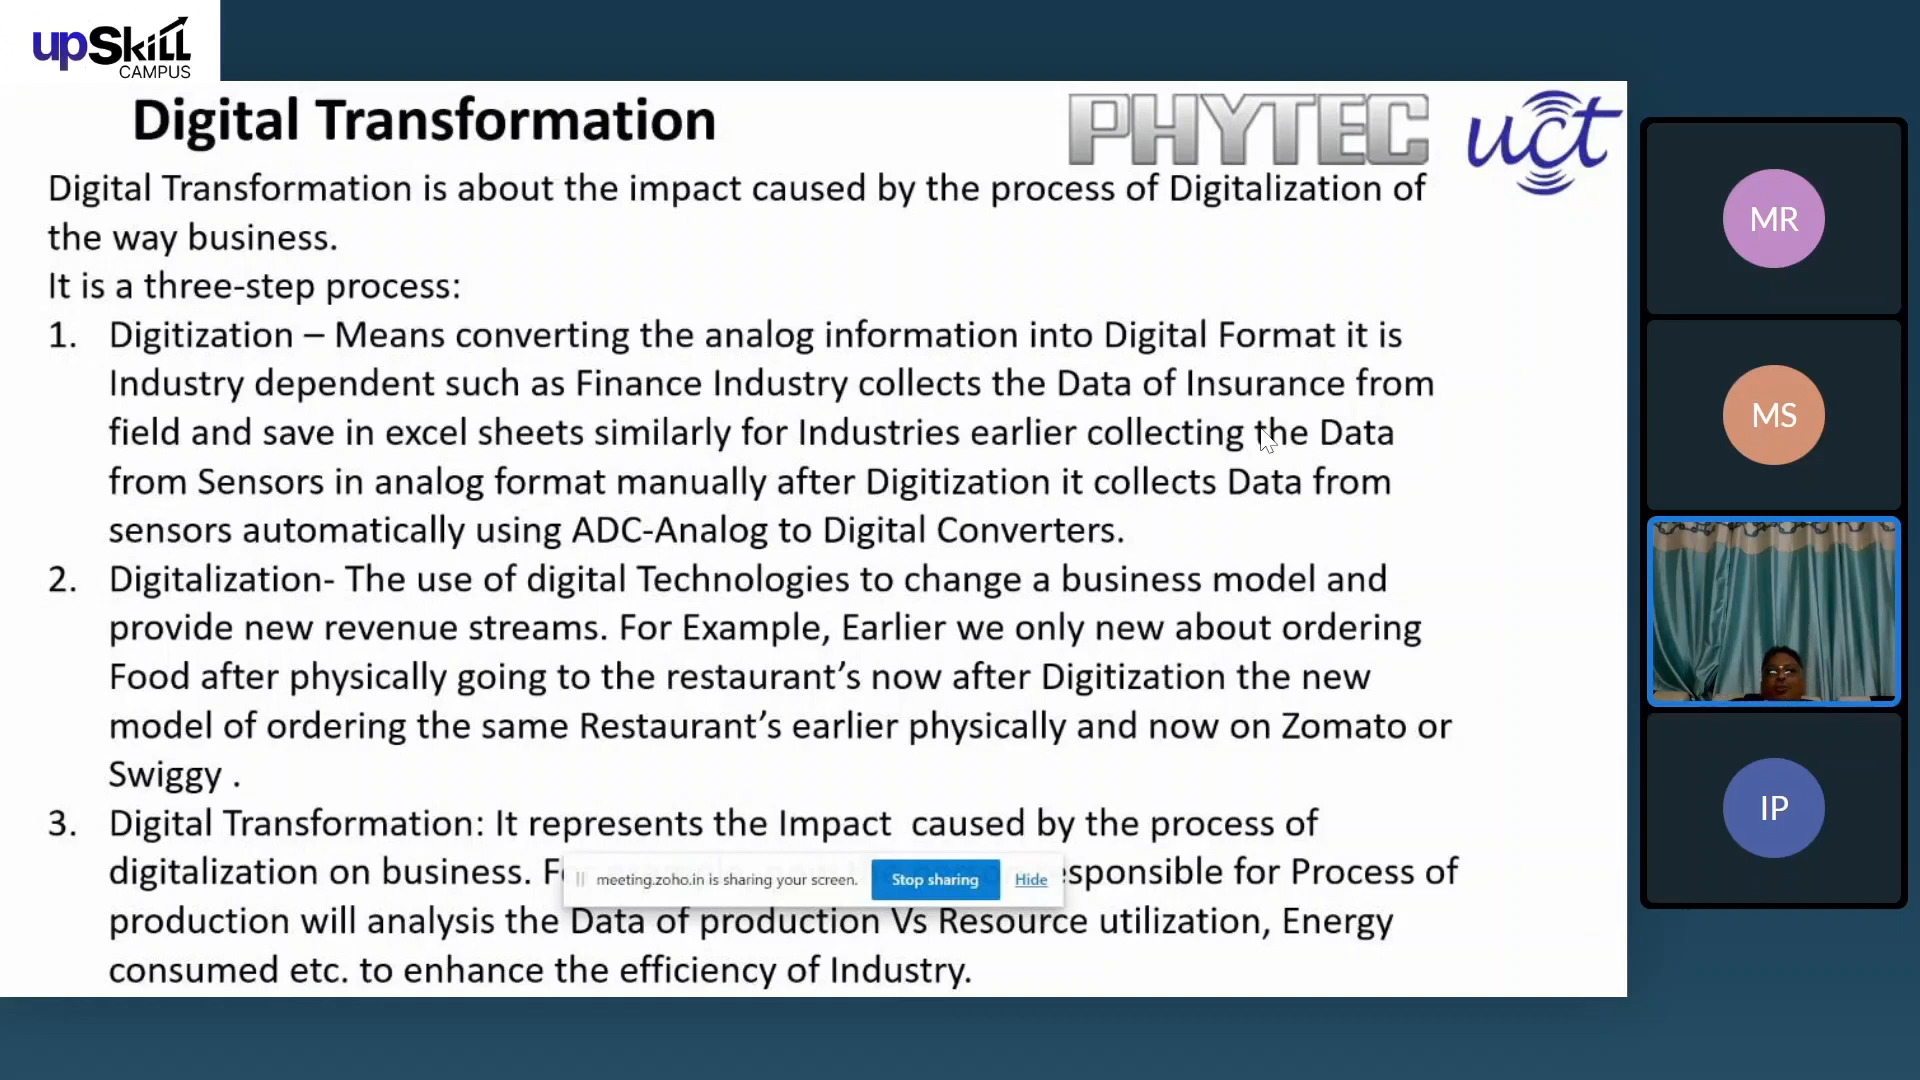 upSkill
CAMPUS
Digital Transformation
PHYTEC
uct
Digital Transformation is about the impact caused by the process of Digitalization of
the way business.
It is a three-step process:
1. Digitization – Means converting the analog information into Digital Format it is
Industry dependent such as Finance Industry collects the Data of Insurance from
field and save in excel sheets similarly for Industries earlier collecting the Data
from Sensors in analog format manually after Digitization it collects Data from
sensors automatically using ADC-Analog to Digital Converters.
2. Digitalization- The use of digital Technologies to change a business model and
provide new revenue streams. For Example, Earlier we only new about ordering
Food after physically going to the restaurant’s now after Digitization the new
model of ordering the same Restaurant’s earlier physically and now on Zomato or
Swiggy .
3. Digital Transformation: It represents the Impact caused by the process of
digitalization on business. esponsible for Process of
production will analysis the Data of production Vs Resource utilization, Energy
consumed etc. to enhance the efficiency of Industry.
meeting.zoho.in is sharing your screen. Stop sharing Hide
MR
MS
IP